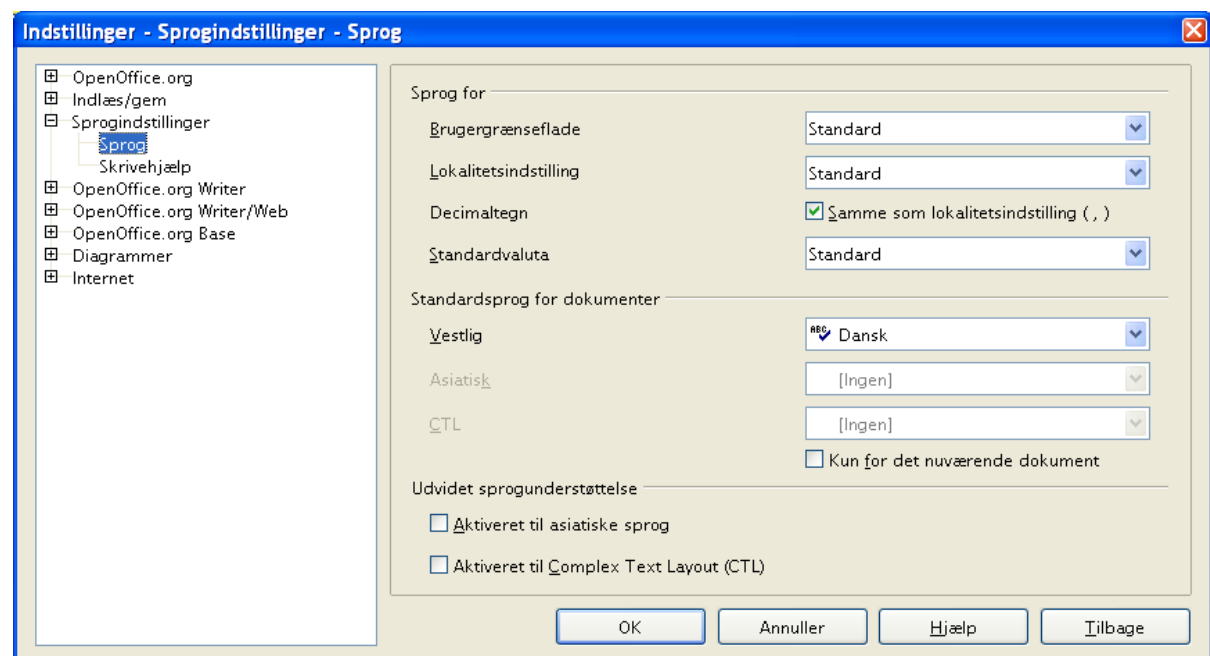 Indstillinger - Sprogindstillinger - Sprog
OpenOffice.org
Indlæs/gem
Sprogindstillinger
Sprog
Skrivehjælp
OpenOffice.org Writer
OpenOffice.org Writer/Web
OpenOffice.org Base
Diagrammer
Internet
Sprog for
Brugergrænseflade Standard
Lokalitetsindstilling Standard
Decimaltegn Samme som lokalitetsindstilling ( , )
Standardvaluta Standard
Standardsprog for dokumenter
Vestlig ABC Dansk
Asiatisk [Ingen]
CTL [Ingen]
Kun for det nuværende dokument
Udvidet sprogunderstøttelse
Aktiveret til asiatiske sprog
Aktiveret til Complex Text Layout (CTL)
OK Annuller Hjælp Tilbage